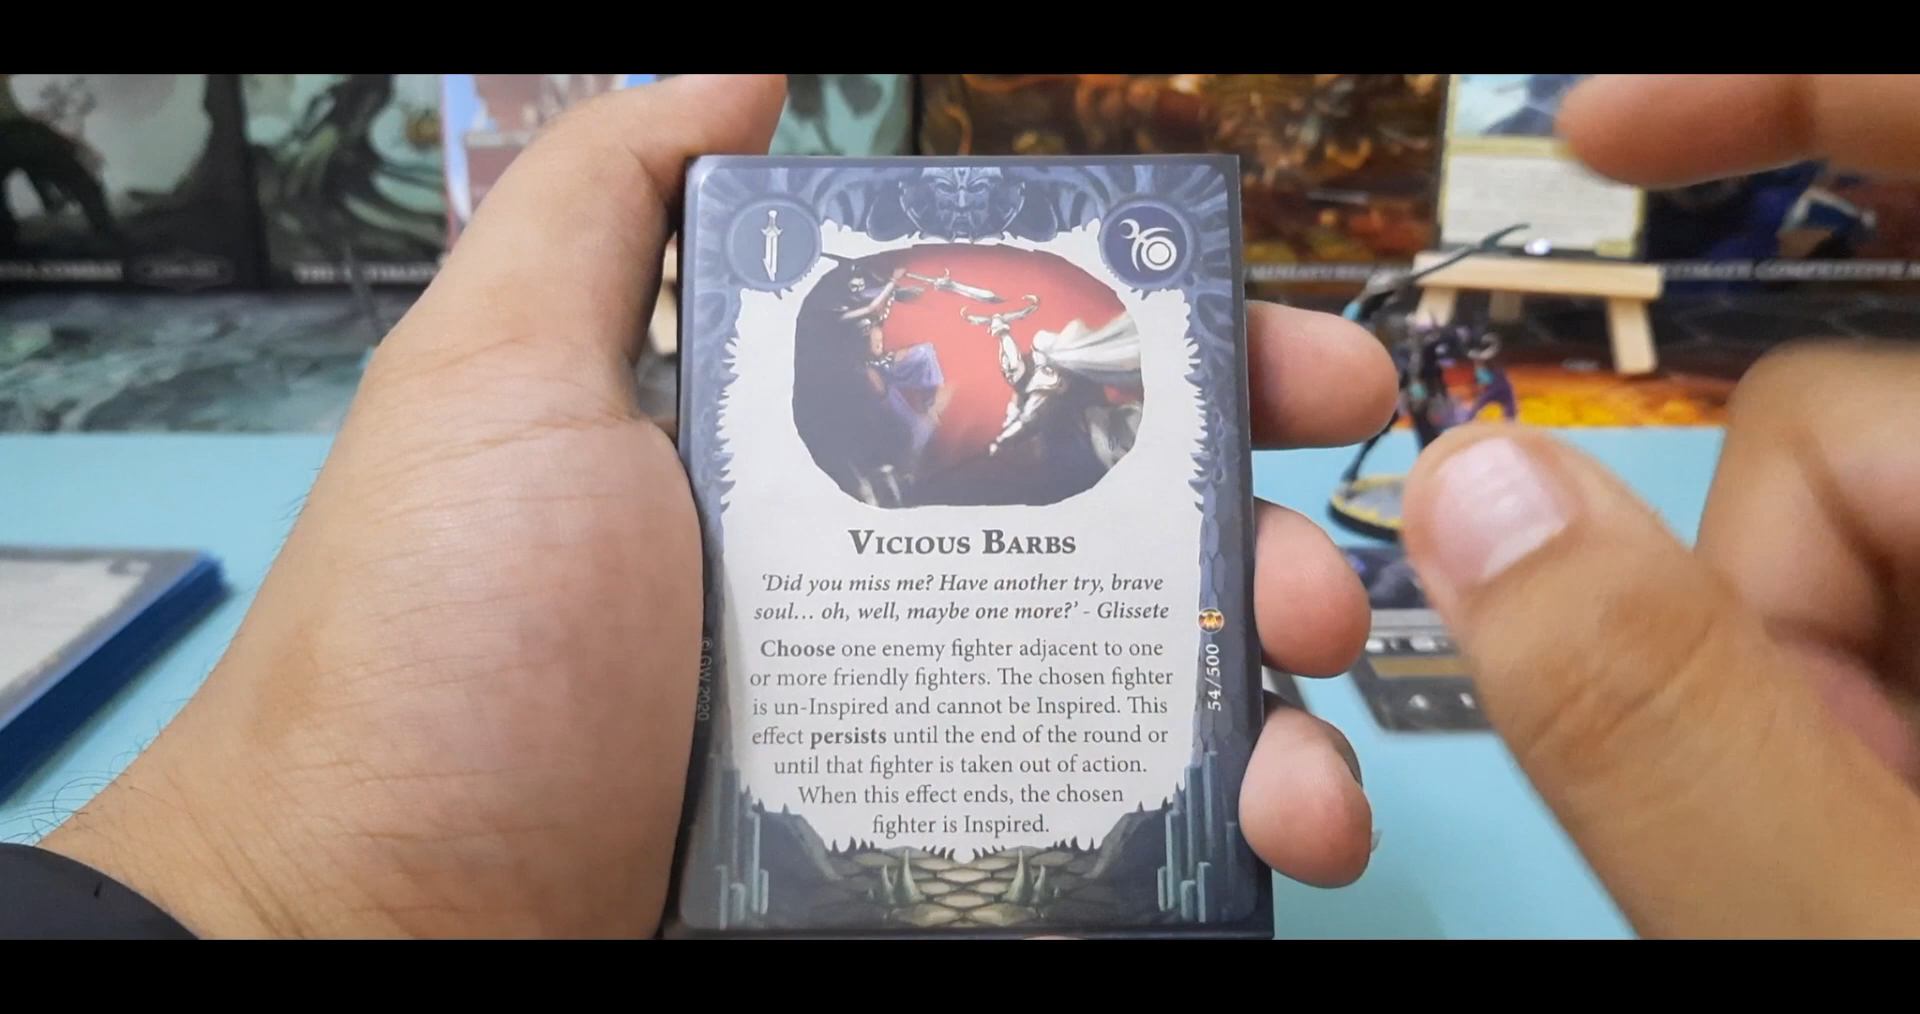 VICIOUS BARBS
'Did you miss me? Have another try, brave
soul... oh, well, maybe one more?' - Glissete
Choose one enemy fighter adjacent to one
or more friendly fighters. The chosen fighter
is un-Inspired and cannot be Inspired. This
effect persists until the end of the round or
until that fighter is taken out of action.
When this effect ends, the chosen
fighter is Inspired.
54/500
© GW 2020